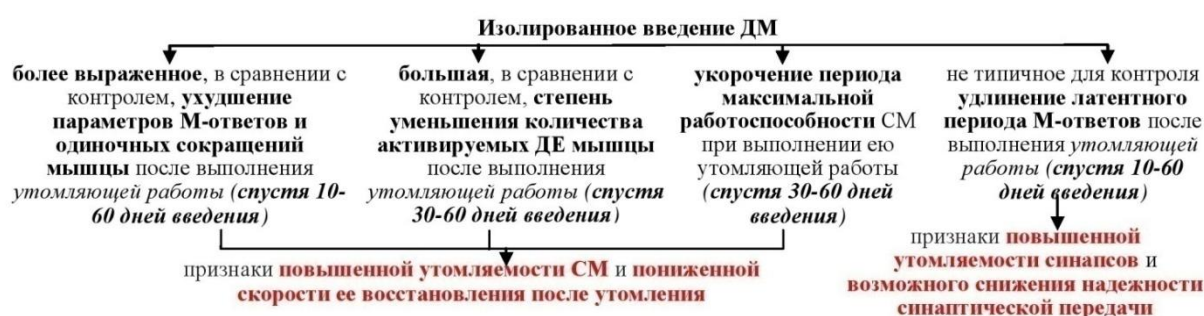 Изолированное введение ДМ
более выраженное, в сравнении с
контролем, ухудшение
параметров М-ответов и
одиночных сокращений
мышцы после выполнения
утомляющей работы (спустя 10-
60 дней введения)
большая, в сравнении с
контролем, степень
уменьшения количества
активируемых ДЕ мышцы
после выполнения
утомляющей работы (спустя
30-60 дней введения)
укорочение периода
максимальной
работоспособности СМ
при выполнении ею
утомляющей работы
(спустя 30-60 дней
введения)
не типичное для контроля
удлинение латентного
периода М-ответов после
выполнения утомляющей
работы (спустя 10-60
дней введения)
признаки повышенной утомляемости СМ и пониженной
скорости ее восстановления после утомления
признаки повышенной
утомляемости синапсов и
возможного снижения надежности
синаптической передачи